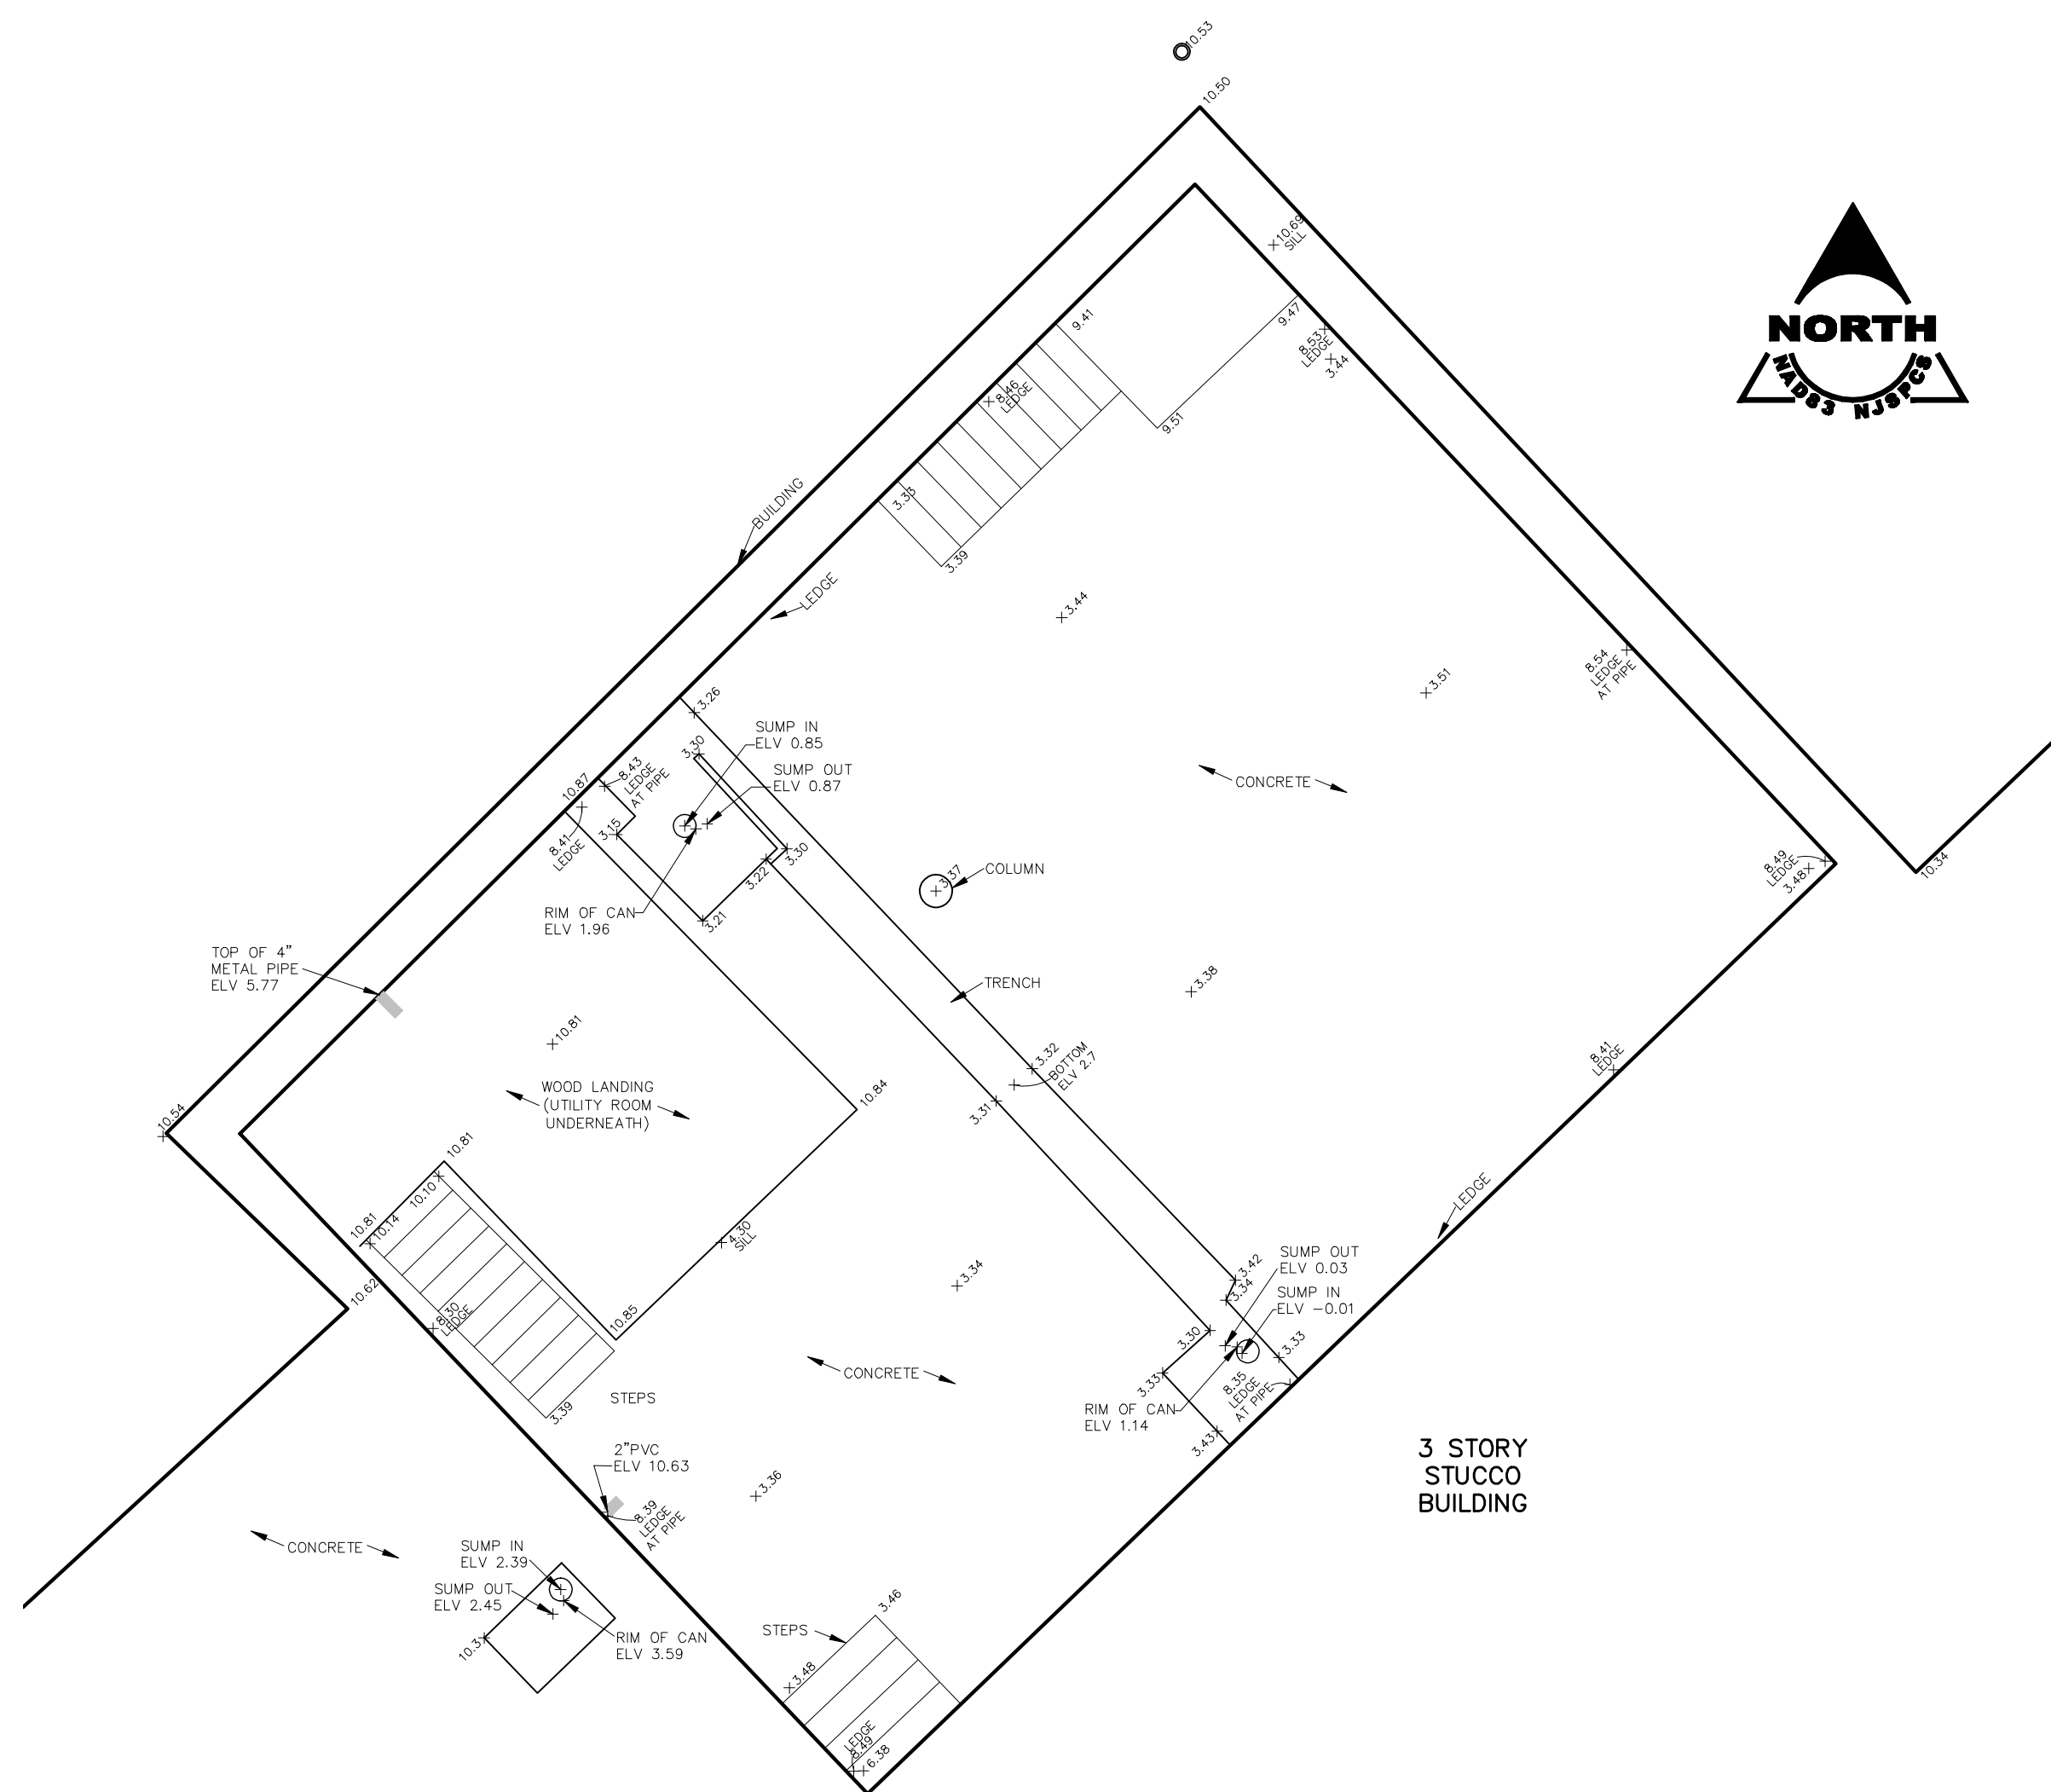 10.53
10.50
10.69
SILL
NORTH
NAD83 NJSPCS
9.41
9.47
8.53
LEDGE
3.44
8.46
LEDGE
9.51
BUILDING
3.33
3.39
LEDGE
3.44
8.54
LEDGE
AT PIPE
3.51
3.26
SUMP IN
ELV 0.85
3.30
SUMP OUT
ELV 0.87
8.43
LEDGE
AT PIPE
10.87
CONCRETE
3.15
8.41
LEDGE
3.30
3.22
8.49
LEDGE
3.48
10.34
COLUMN
3.37
RIM OF CAN
ELV 1.96
3.21
TOP OF 4"
METAL PIPE
ELV 5.77
TRENCH
3.38
10.81
3.32
BOTTOM
ELV 2.7
8.41
LEDGE
WOOD LANDING
(UTILITY ROOM
UNDERNEATH)
10.84
3.31
10.54
10.81
10.10
10.81
10.14
LEDGE
4.30
SILL
SUMP OUT
ELV 0.03
3.42
3.34
SUMP IN
ELV -0.01
3.34
10.62
8.30
LEDGE
10.85
3.30
3.33
CONCRETE
3.33
8.35
LEDGE
AT PIPE
STEPS
3.39
RIM OF CAN
ELV 1.14
3.43
3 STORY
STUCCO
BUILDING
2"PVC
ELV 10.63
3.36
8.39
LEDGE
AT PIPE
CONCRETE
SUMP IN
ELV 2.39
SUMP OUT
ELV 2.45
3.46
STEPS
10.3
RIM OF CAN
ELV 3.59
3.48
LEDGE
8.49
6.38